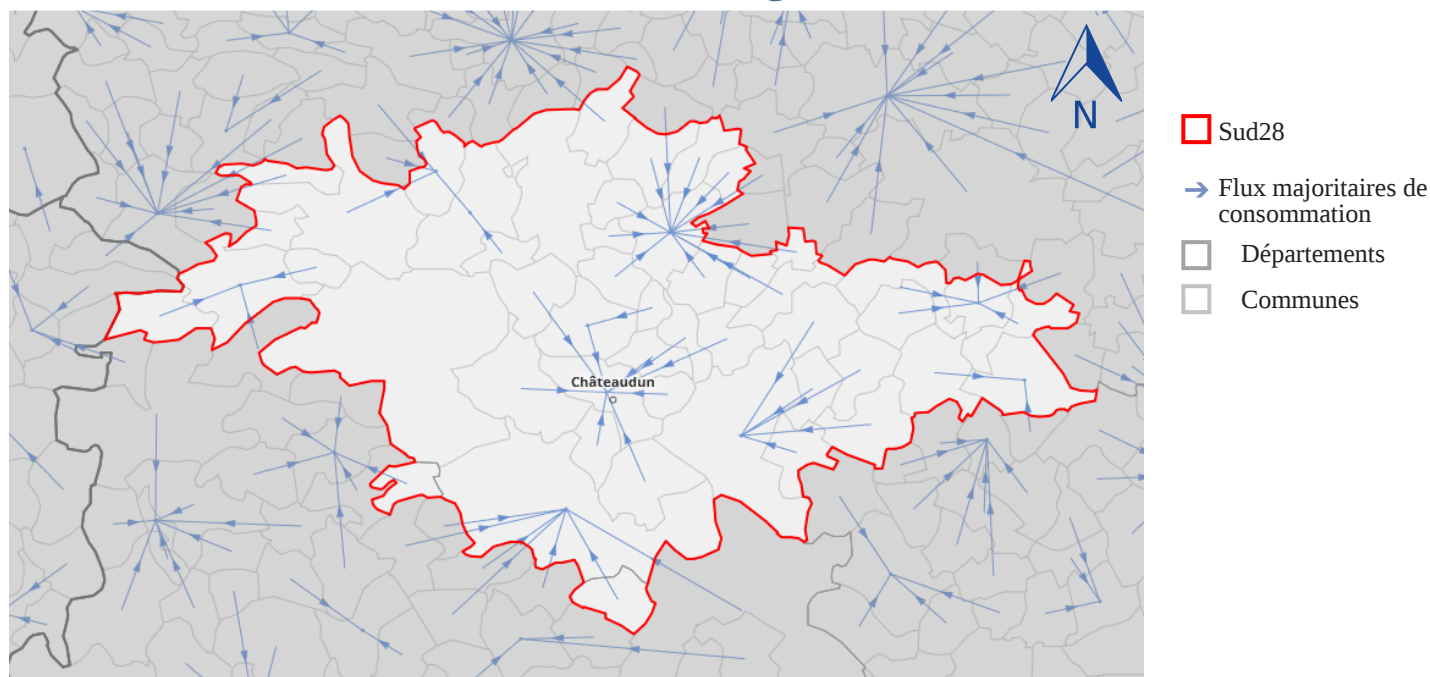 N
Sud28
Flux majoritaires de
consommation
Départements
Communes
Châteaudun